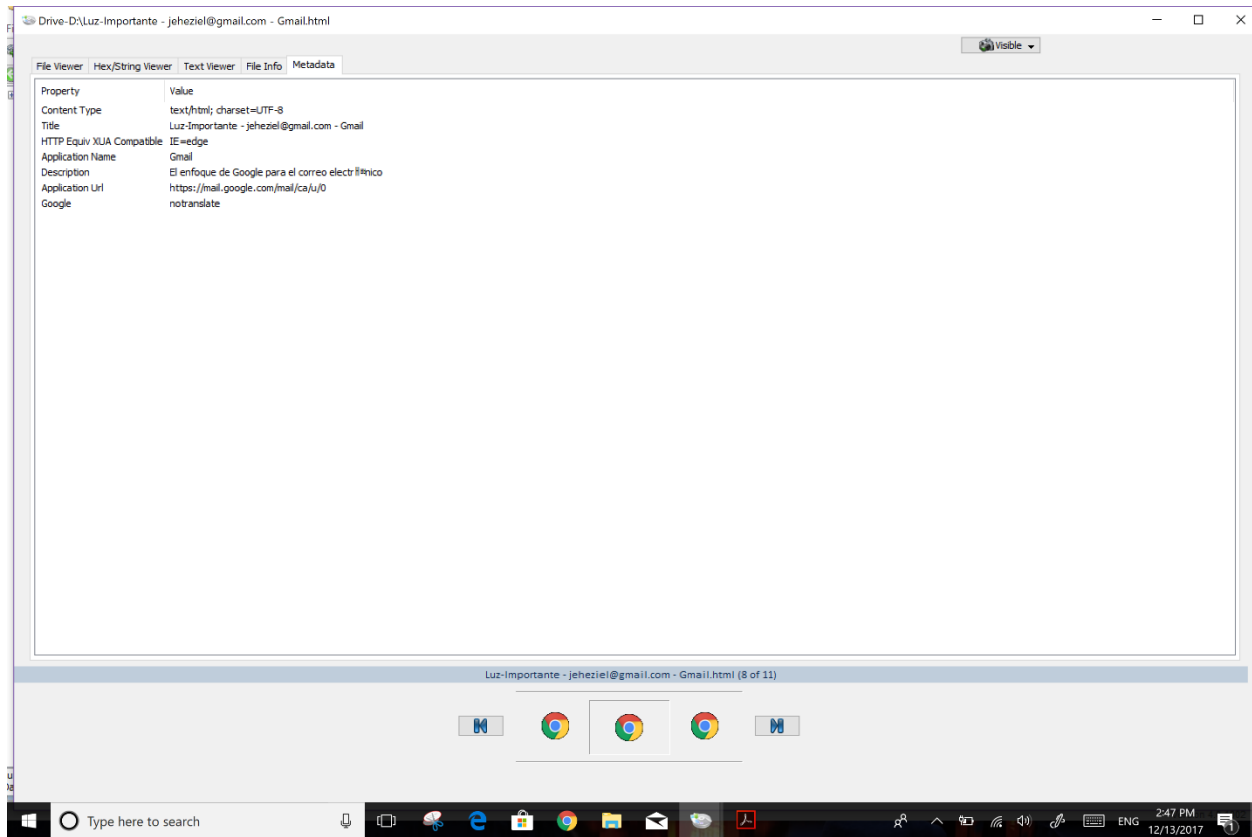 Drive-D:\Luz-Importante - jeheziel@gmail.com - Gmail.html
Visible
File Viewer Hex/String Viewer Text Viewer File Info Metadata
Property Value
Content Type text/html; charset=UTF-8
Title Luz-Importante - jeheziel@gmail.com - Gmail
HTTP Equiv XUA Compatible IE=edge
Application Name Gmail
Description El enfoque de Google para el correo
Application Url https://mail.google.com/mail/ca/u/0
Google notranslate
Luz-Importante - jeheziel@gmail.com - Gmail.html (8 of 11)
Type here to search
ENG
2:47 PM
12/13/2017